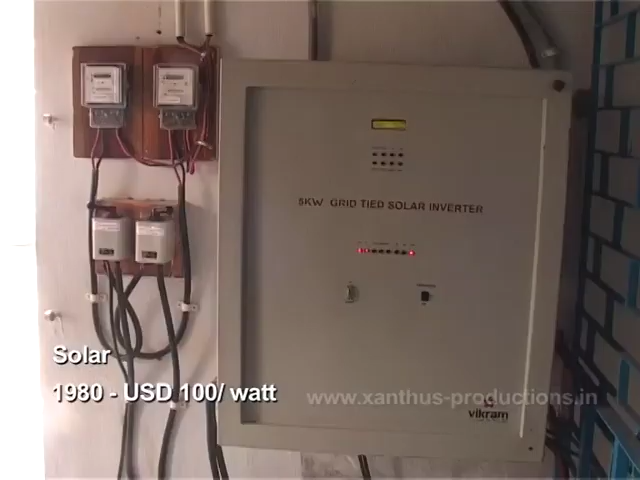 5KW GRID TIED SOLAR INVERTER
Solar
1980 - USD 100/ watt
www.xanthus-productions.in
vikram